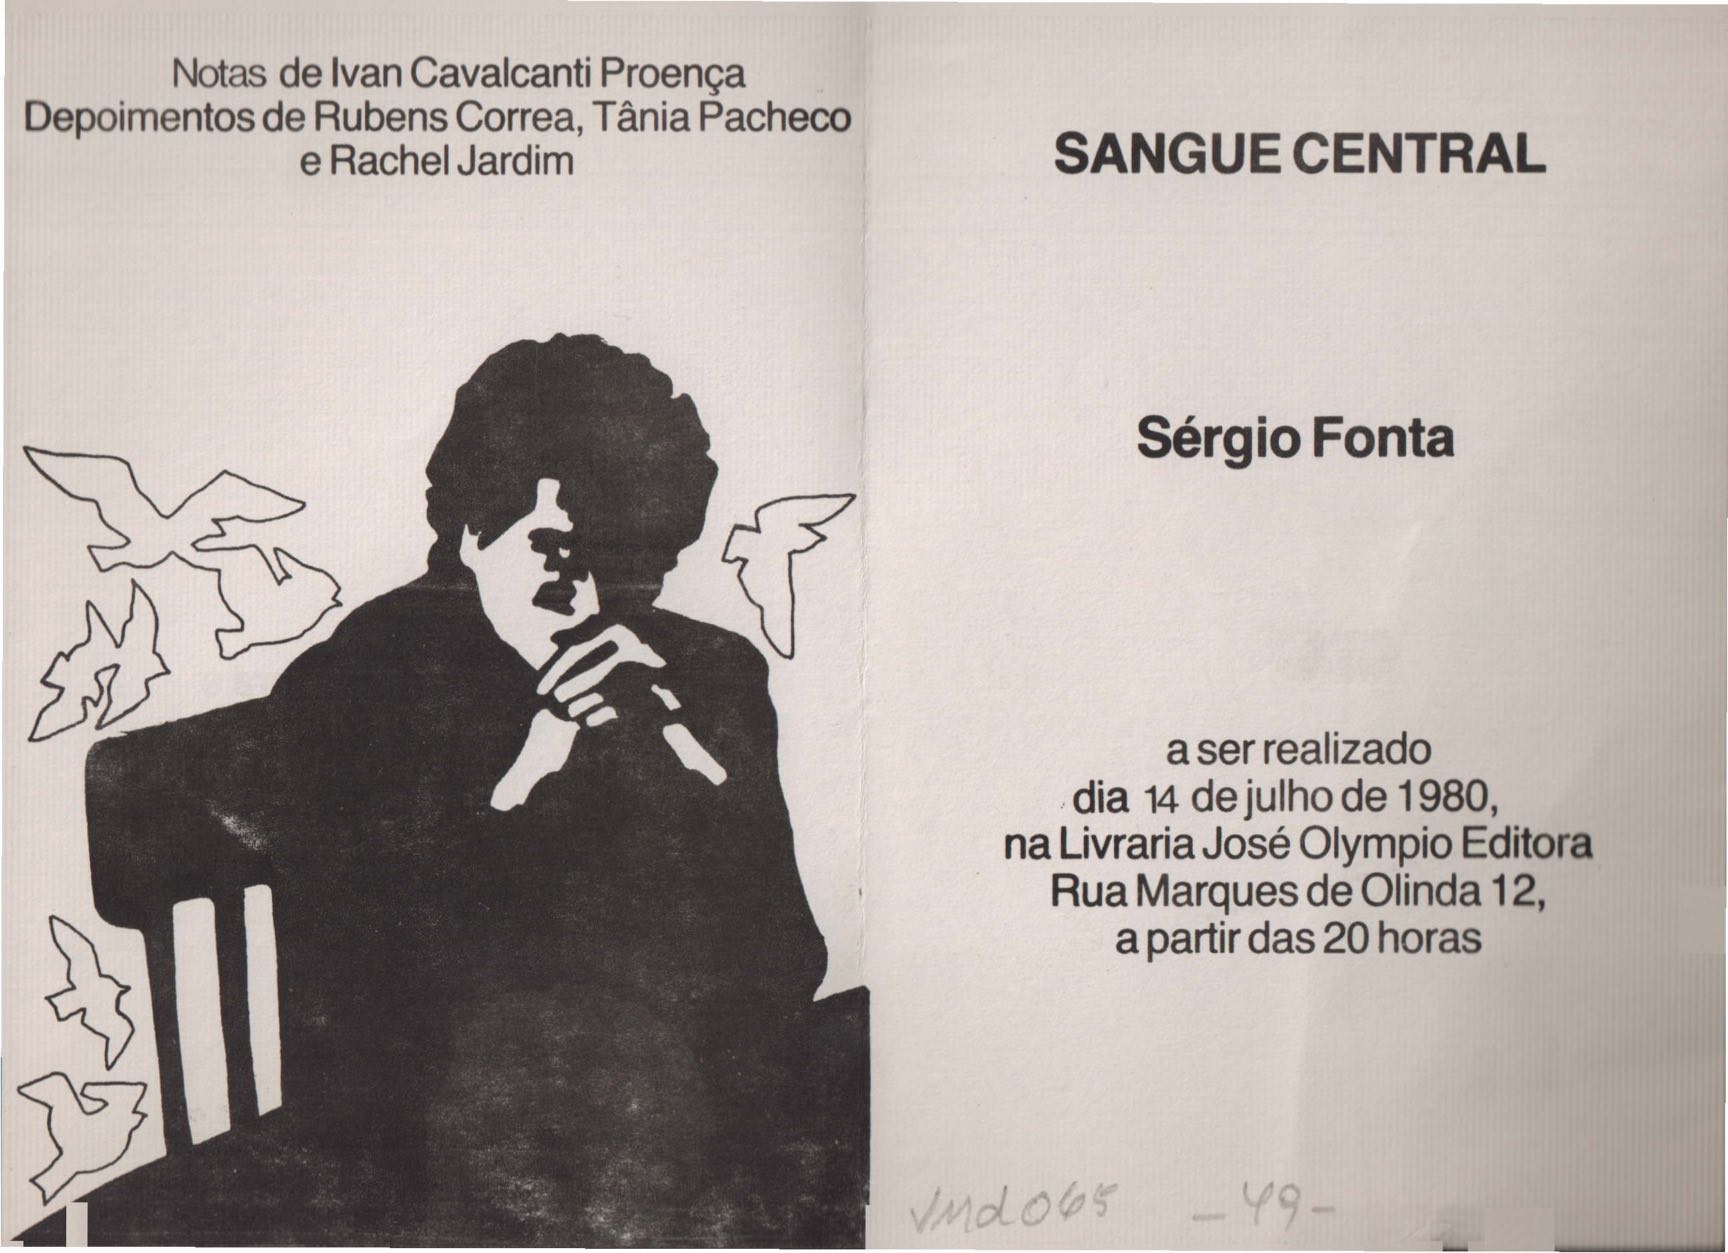 Notas de Ivan Cavalcanti Proença
Depoimentos de Rubens Correa, Tânia Pacheco
e Rachel Jardim
SANGUE CENTRAL
Sérgio Fonta
a ser realizado
dia 14 de julho de 1980,
na Livraria José Olympio Editora
Rua Marques de Olinda 12,
a partir das 20 horas
- 49 -